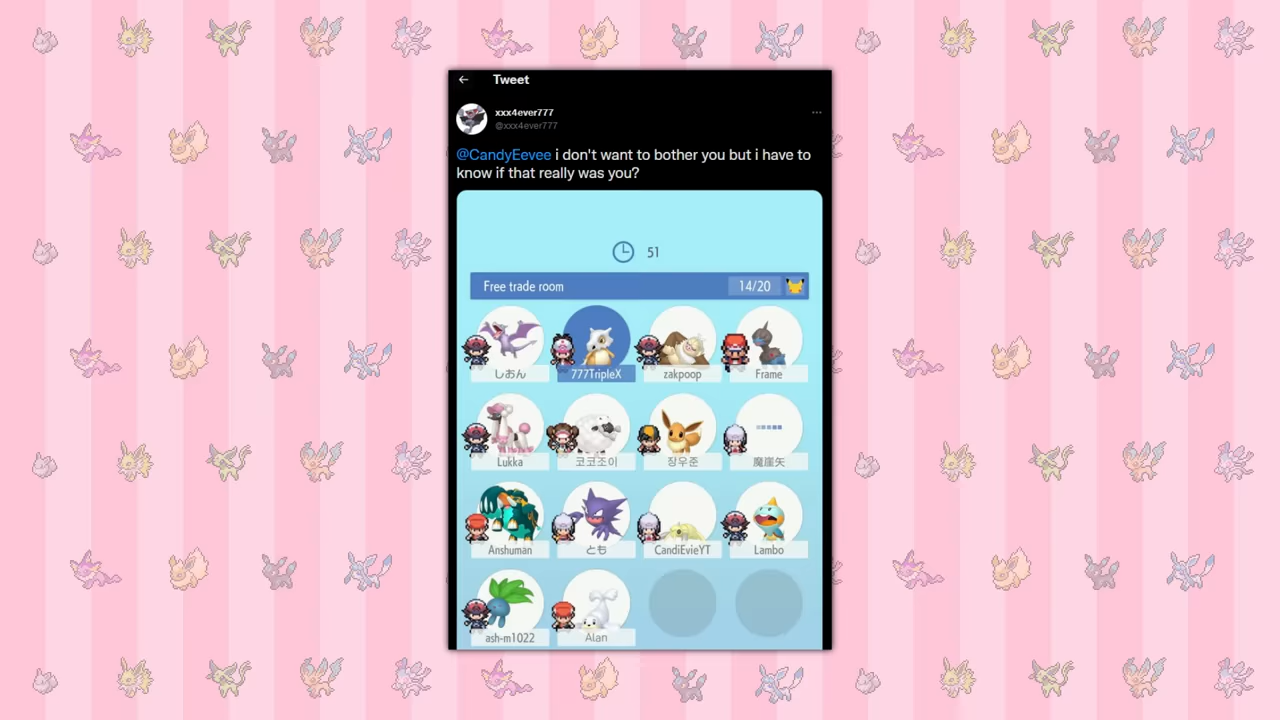 Tweet
xxx4ever777
@xxx4ever777
@CandyEevee i don't want to bother you but i have to
know if that really was you?
51
Free trade room 14/20
しおん 777TripleX zakpoop Frame
Lukka 코코조이 장우준 魔崖矢
Anshuman とも CandiEvieYT Lambo
ash-m1022 Alan